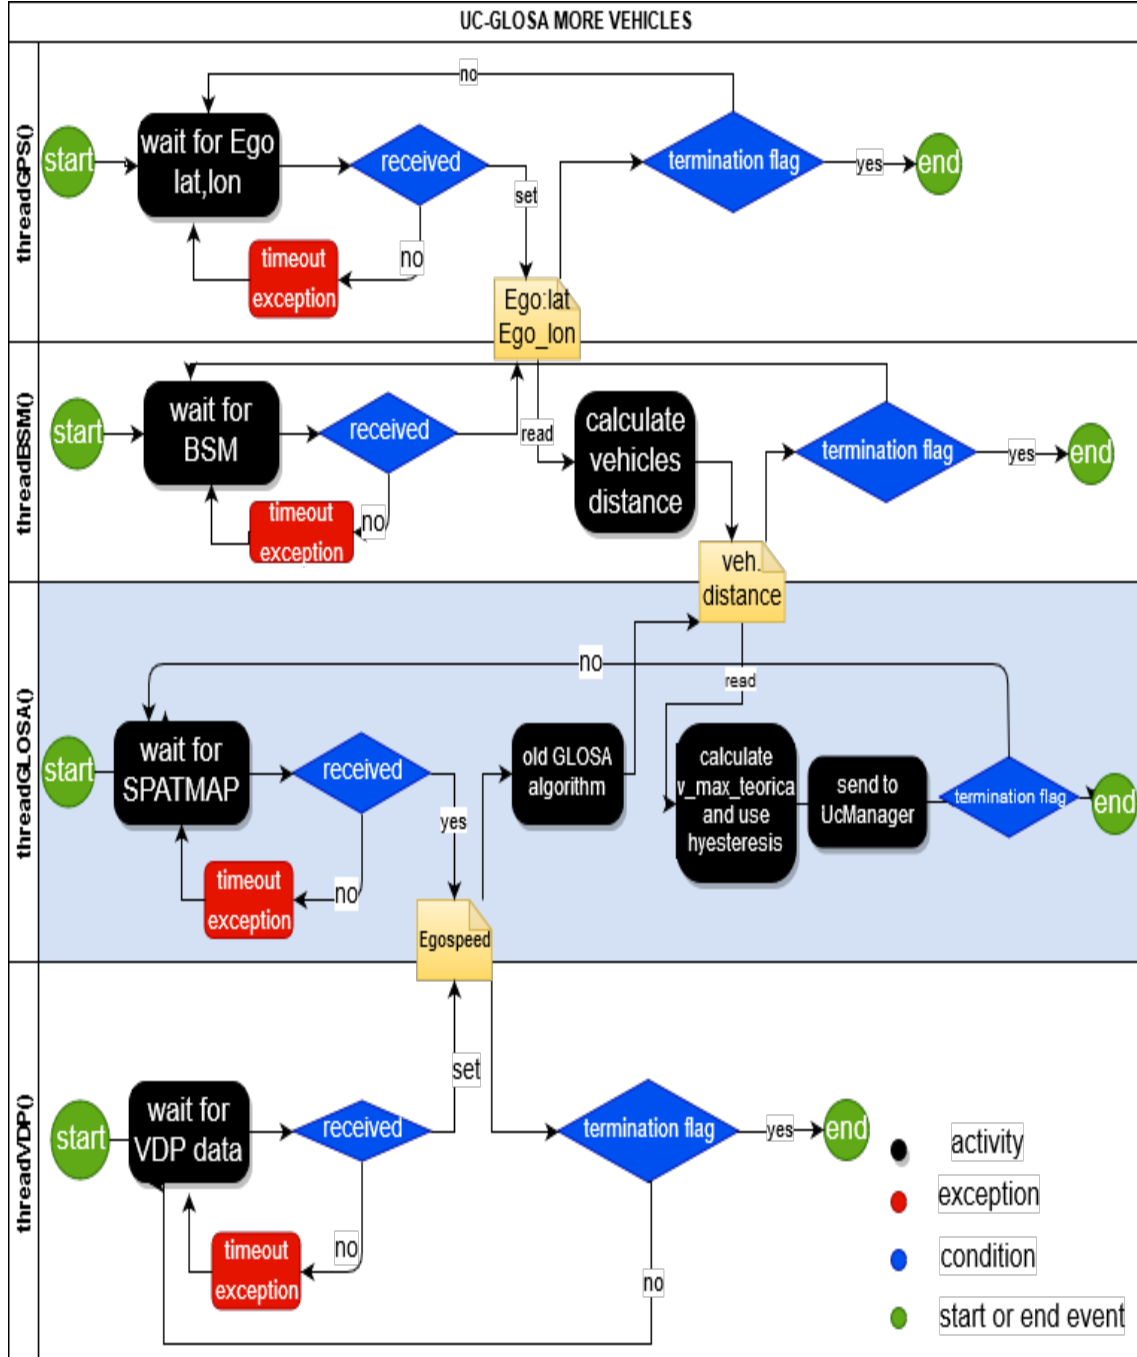 UC-GLOSA MORE VEHICLES
threadGPS()
no
start
wait for Ego
lat,lon
received
set
termination flag
yes
end
timeout
exception
no
Ego:lat
Ego_lon
threadBSM()
start
wait for
BSM
received
read
calculate
vehicles
distance
termination flag
yes
end
timeout
exception
no
veh.
distance
threadGLOSA()
no
read
start
wait for
SPATMAP
received
yes
old GLOSA
algorithm
calculate
v_max_teorica
and use
hyesteresis
send to
UcManager
termination flag
end
timeout
exception
no
Egospeed
threadVDP()
set
start
wait for
VDP data
received
termination flag
yes
end
timeout
exception
no
no
activity
exception
condition
start or end event